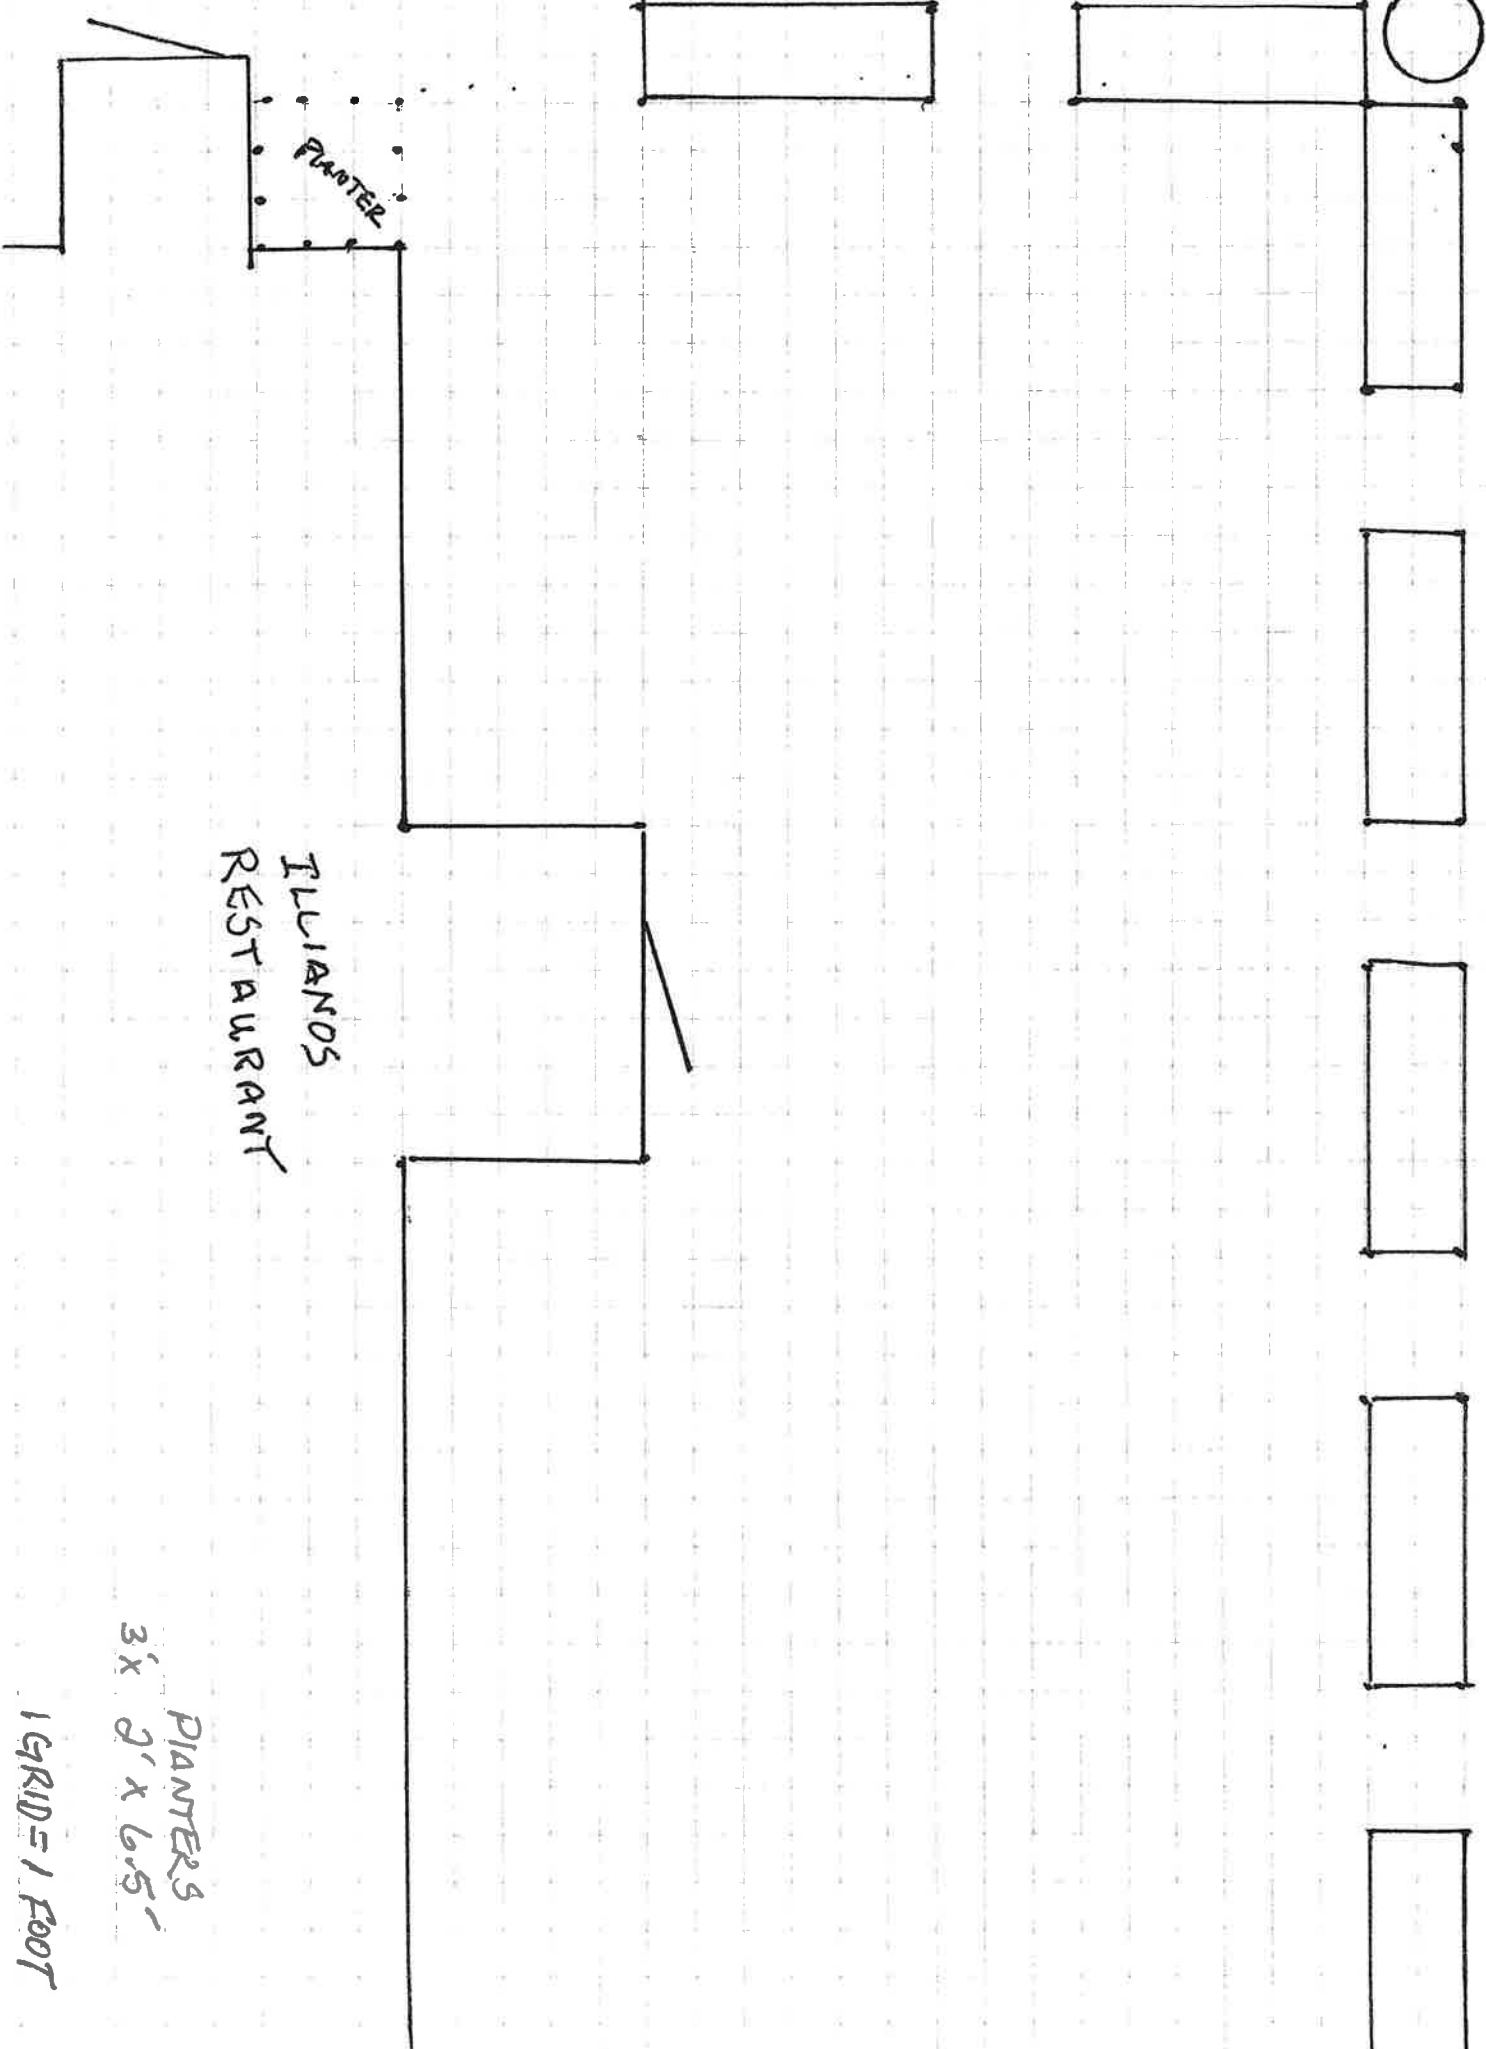 PLANTER
ILLIANOS
RESTAURANT
PLANTERS
3'x 2' x 6.5'
1 GRID = 1 FOOT